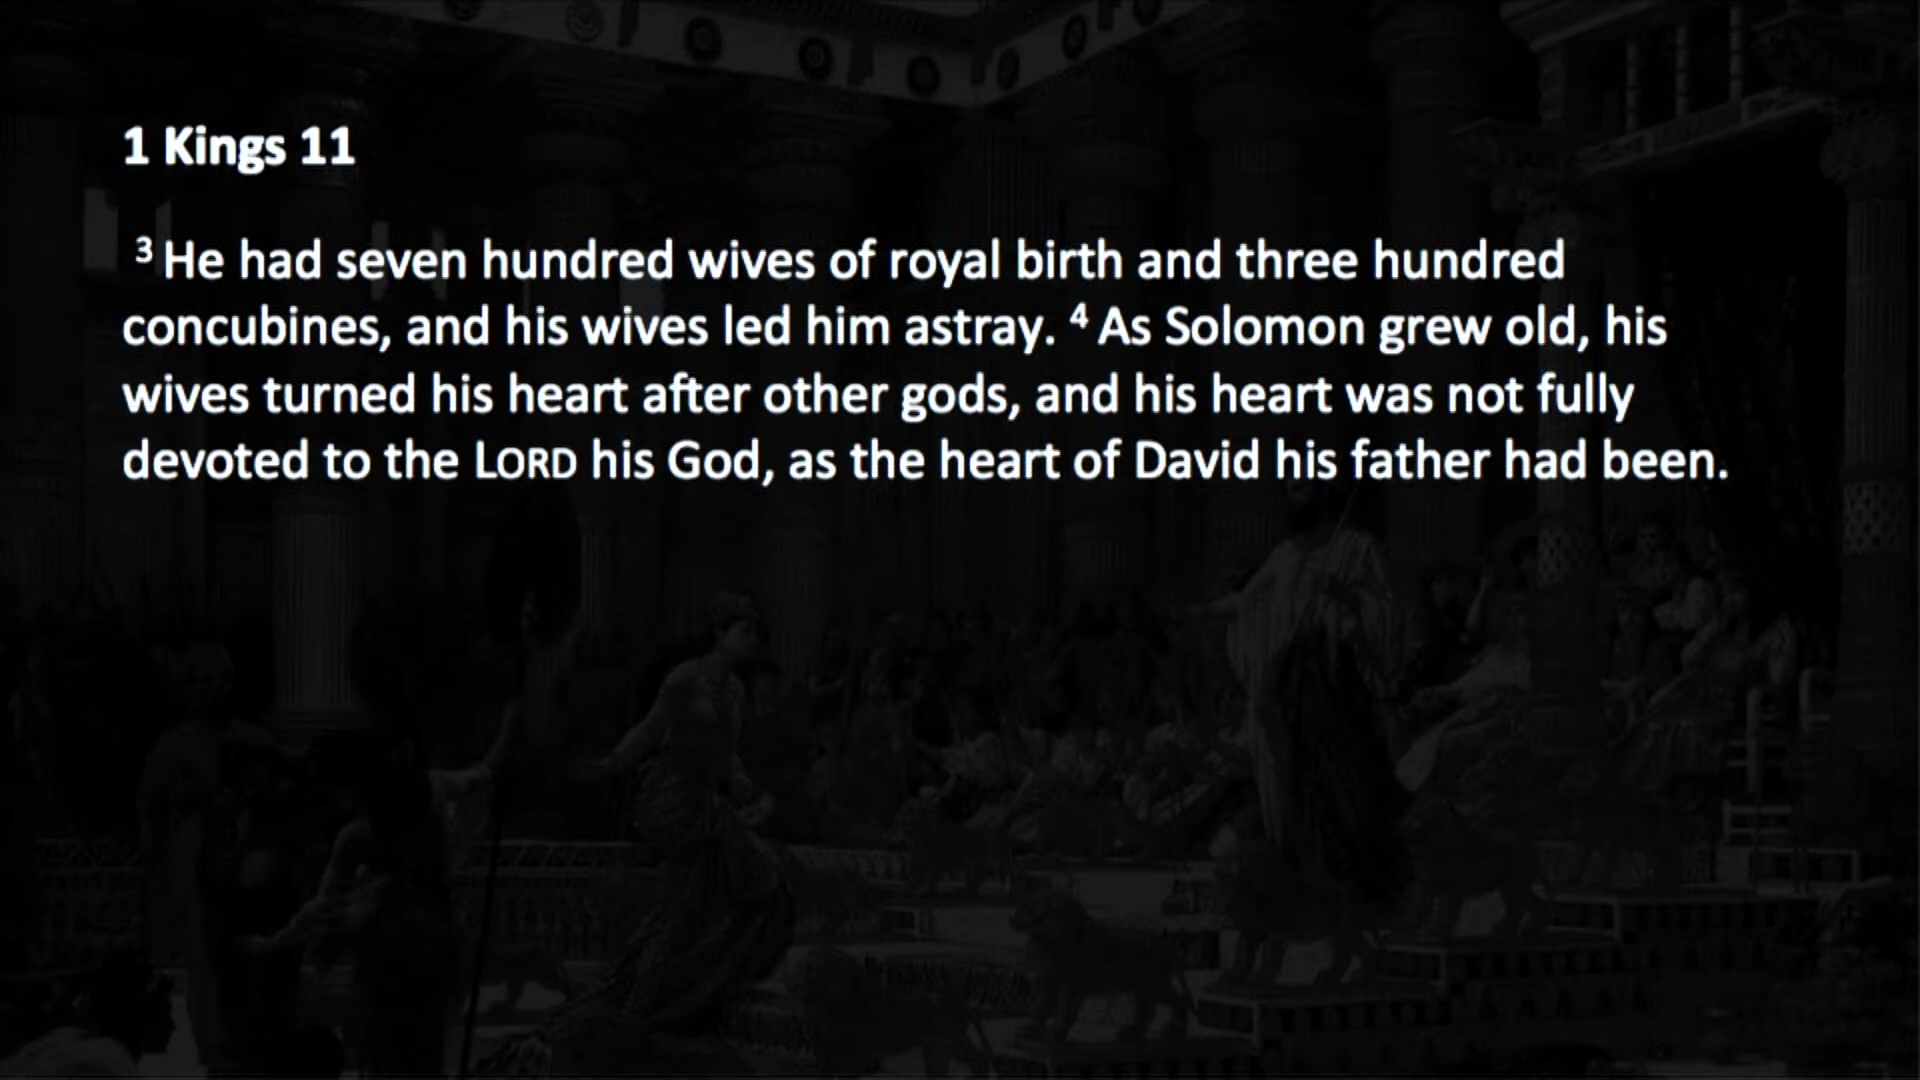 1 Kings 11
3 He had seven hundred wives of royal birth and three hundred
concubines, and his wives led him astray. 4 As Solomon grew old, his
wives turned his heart after other gods, and his heart was not fully
devoted to the LORD his God, as the heart of David his father had been.